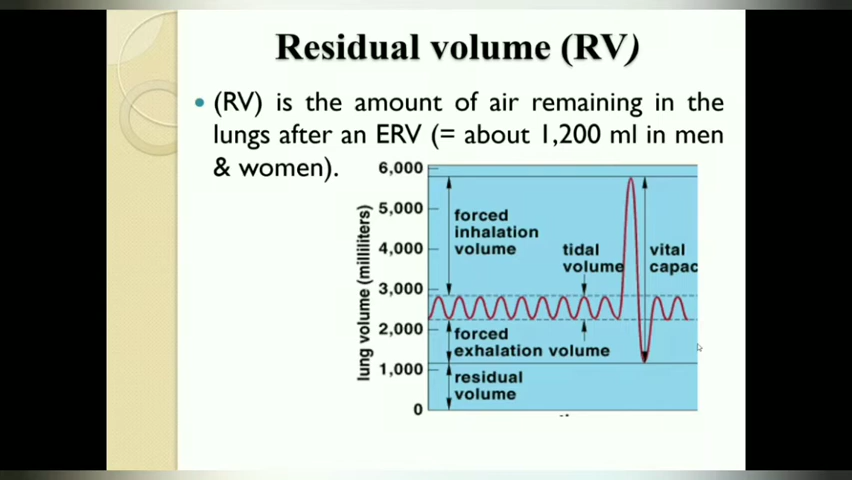 Residual volume (RV)
• (RV) is the amount of air remaining in the
lungs after an ERV (= about 1,200 ml in men
& women).
6,000
5,000
4,000
3,000
2,000
1,000
0
lung volume (milliliters)
forced
inhalation
volume
tidal
volume
vital
capac
forced
exhalation volume
residual
volume